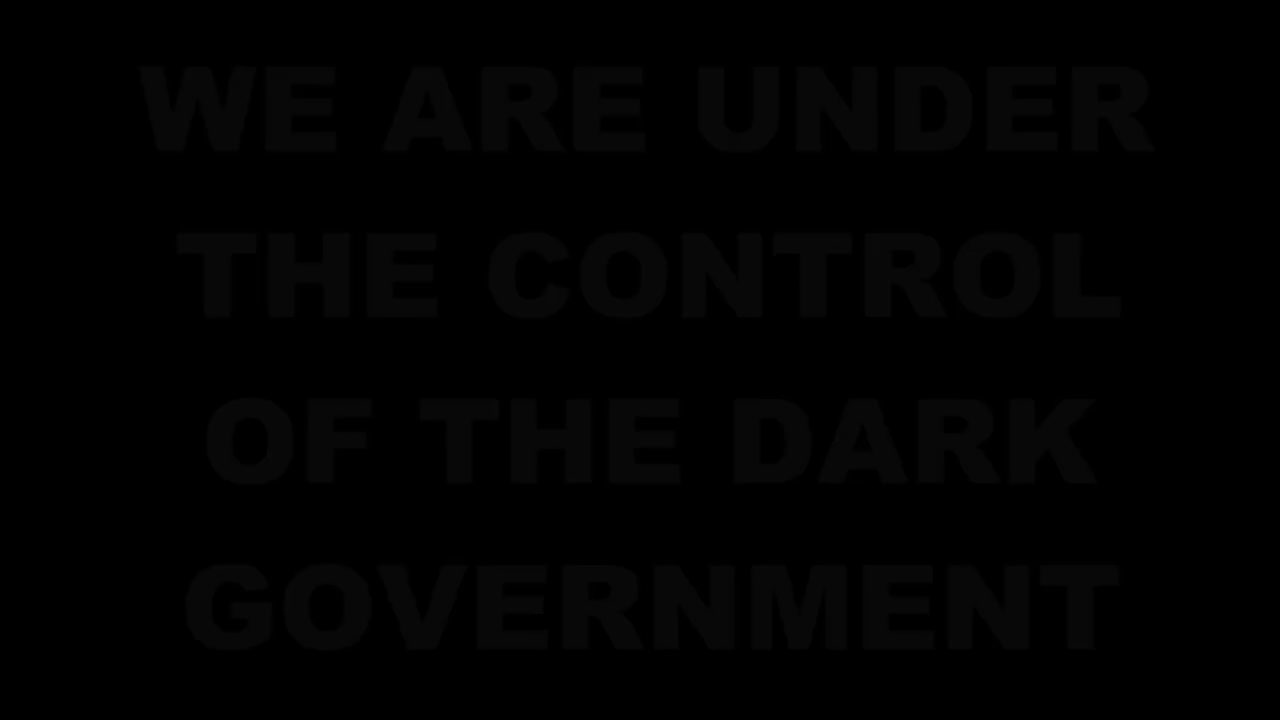 WE ARE UNDER
THE CONTROL
OF THE DARK
GOVERNMENT